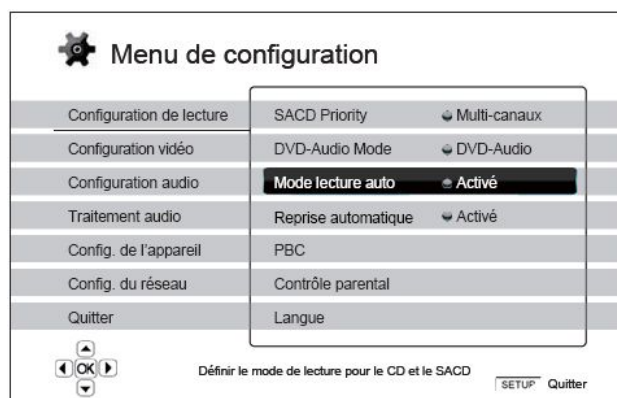 Menu de configuration
Configuration de lecture SACD Priority Multi-canaux
Configuration vidéo DVD-Audio Mode DVD-Audio
Configuration audio Mode lecture auto Activé
Traitement audio Reprise automatique Activé
Config. de l'appareil PBC
Config. du réseau Contrôle parental
Quitter Langue
OK Définir le mode de lecture pour le CD et le SACD SETUP Quitter